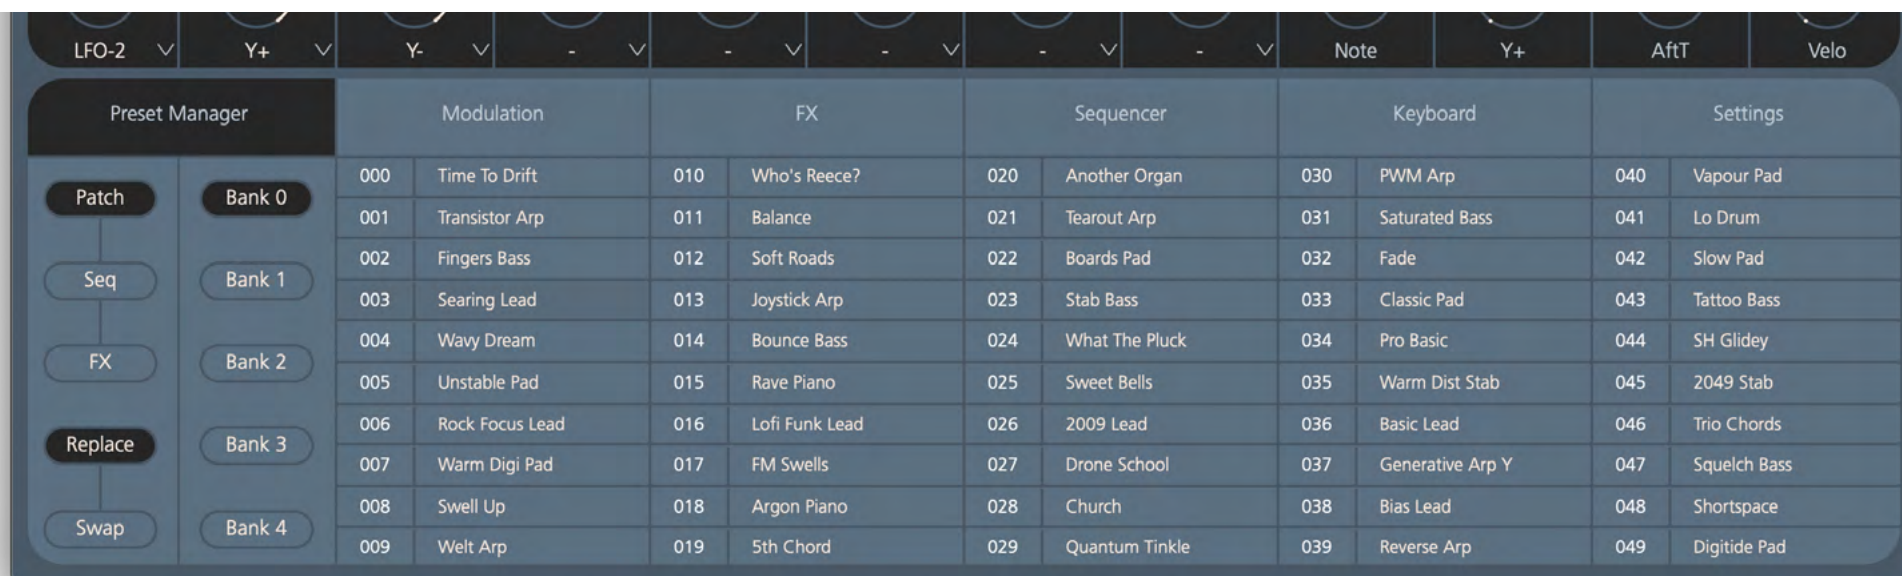 LFO-2 Y+ Y- - - - - - Note Y+ AftT Velo
Preset Manager Modulation FX Sequencer Keyboard Settings
Patch
Seq
FX
Replace
Swap
Bank 0
Bank 1
Bank 2
Bank 3
Bank 4
000 Time To Drift 010 Who's Reece? 020 Another Organ 030 PWM Arp 040 Vapour Pad
001 Transistor Arp 011 Balance 021 Tearout Arp 031 Saturated Bass 041 Lo Drum
002 Fingers Bass 012 Soft Roads 022 Boards Pad 032 Fade 042 Slow Pad
003 Searing Lead 013 Joystick Arp 023 Stab Bass 033 Classic Pad 043 Tattoo Bass
004 Wavy Dream 014 Bounce Bass 024 What The Pluck 034 Pro Basic 044 SH Glidey
005 Unstable Pad 015 Rave Piano 025 Sweet Bells 035 Warm Dist Stab 045 2049 Stab
006 Rock Focus Lead 016 Lofi Funk Lead 026 2009 Lead 036 Basic Lead 046 Trio Chords
007 Warm Digi Pad 017 FM Swells 027 Drone School 037 Generative Arp Y 047 Squelch Bass
008 Swell Up 018 Argon Piano 028 Church 038 Bias Lead 048 Shortspace
009 Welt Arp 019 5th Chord 029 Quantum Tinkle 039 Reverse Arp 049 Digitide Pad